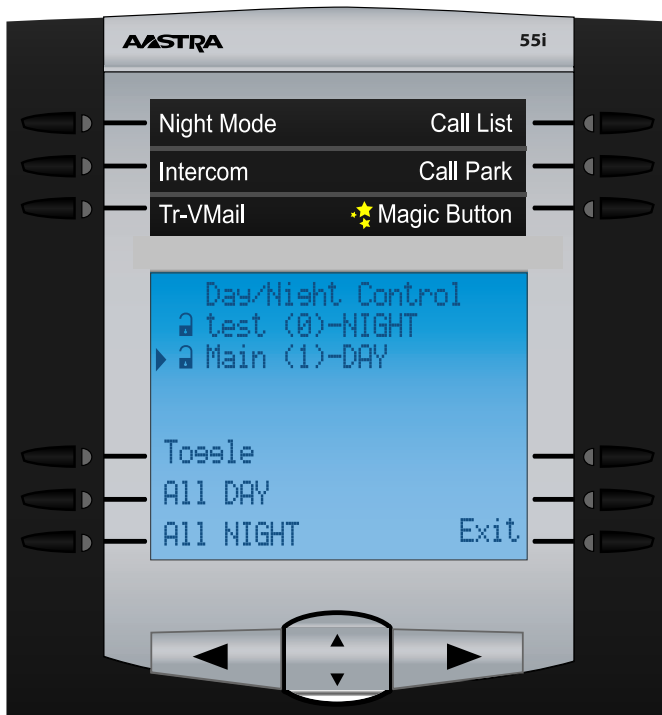 AASTRA 55i
Night Mode Call List
Intercom Call Park
Tr-VMail Magic Button
Day/Night Control
test (0)-NIGHT
Main (1)-DAY
Toggle
All DAY
All NIGHT Exit